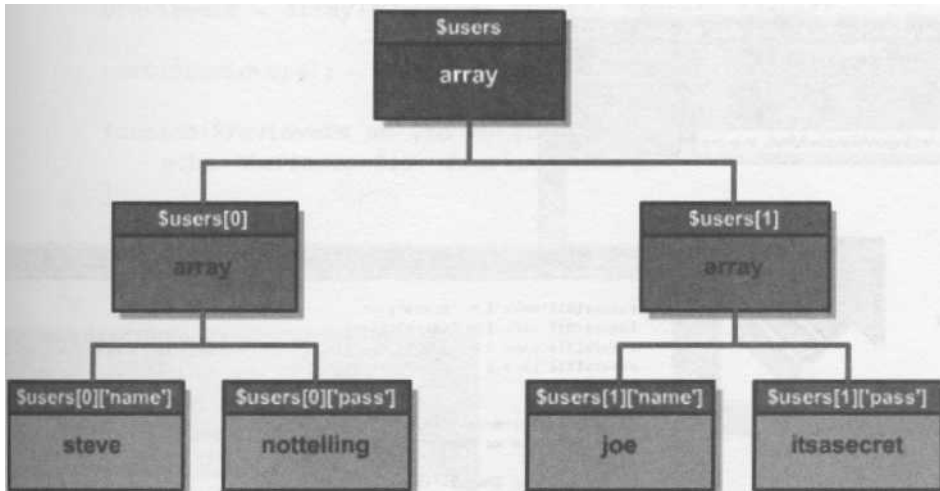 $users
array
$users[0]
array
$users[1]
array
$users[0]['name']
steve
$users[0]['pass']
nottelling
$users[1]['name']
joe
$users[1]['pass']
itsasecret